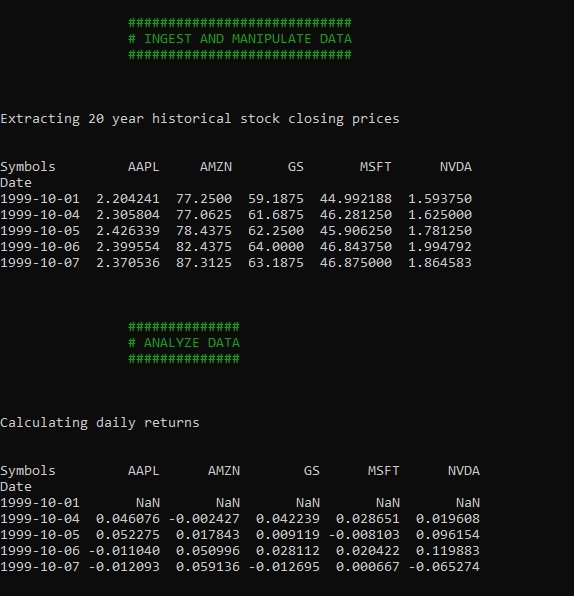 ############################
# INGEST AND MANIPULATE DATA
############################
Extracting 20 year historical stock closing prices
Symbols AAPL AMZN GS MSFT NVDA
Date
1999-10-01 2.204241 77.2500 59.1875 44.992188 1.593750
1999-10-04 2.305804 77.0625 61.6875 46.281250 1.625000
1999-10-05 2.426339 78.4375 62.2500 45.906250 1.781250
1999-10-06 2.399554 82.4375 64.0000 46.843750 1.994792
1999-10-07 2.370536 87.3125 63.1875 46.875000 1.864583
##############
# ANALYZE DATA
##############
Calculating daily returns
Symbols AAPL AMZN GS MSFT NVDA
Date
1999-10-01 NaN NaN NaN NaN NaN
1999-10-04 0.046076 -0.002427 0.042239 0.028651 0.019608
1999-10-05 0.052275 0.017843 0.009119 -0.008103 0.096154
1999-10-06 -0.011040 0.050996 0.028112 0.020422 0.119883
1999-10-07 -0.012093 0.059136 -0.012695 0.000667 -0.065274